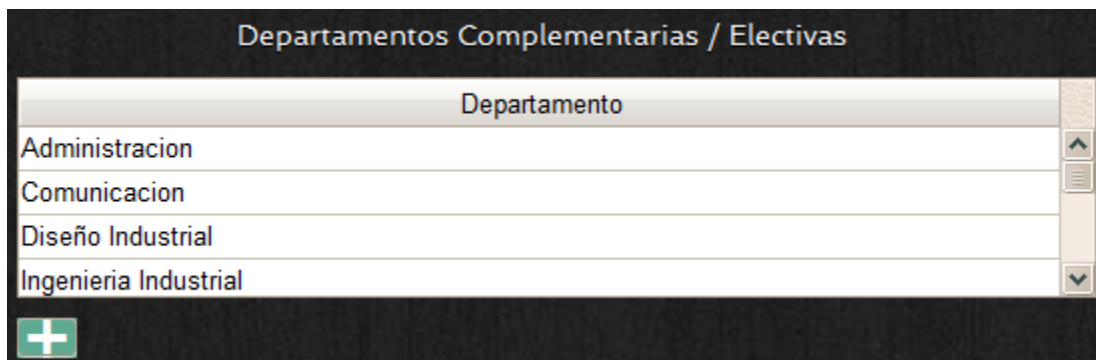 Departamentos Complementarias / Electivas
Departamento
Administracion
Comunicacion
Diseño Industrial
Ingenieria Industrial